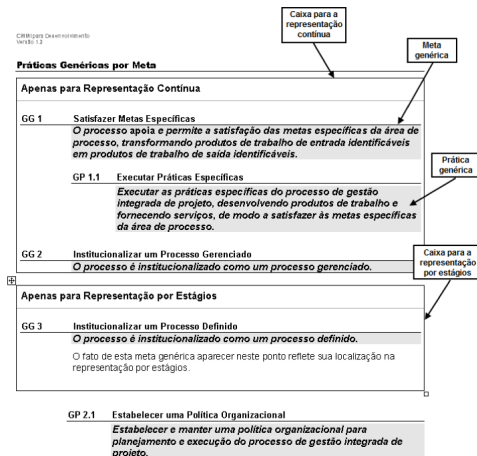 Caixa para a
representação
contínua
CMMI para Desenvolvimento
Versão 1.2
Meta
genérica
Práticas Genéricas por Meta
Apenas para Representação Contínua
GG 1 Satisfazer Metas Específicas
O processo apoia e permite a satisfação das metas específicas da área de
processo, transformando produtos de trabalho de entrada identificáveis
em produtos de trabalho de saída identificáveis.
Prática
genérica
GP 1.1 Executar Práticas Específicas
Executar as práticas específicas do processo de gestão
integrada de projeto, desenvolvendo produtos de trabalho e
fornecendo serviços, de modo a satisfazer às metas específicas
da área de processo.
Caixa para a
representação
por estágios
GG 2 Institucionalizar um Processo Gerenciado
O processo é institucionalizado como um processo gerenciado.
Apenas para Representação por Estágios
GG 3 Institucionalizar um Processo Definido
O processo é institucionalizado como um processo definido.
O fato de esta meta genérica aparecer neste ponto reflete sua localização na
representação por estágios.
GP 2.1 Estabelecer uma Política Organizacional
Estabelecer e manter uma política organizacional para
planejamento e execução do processo de gestão integrada de
projeto.